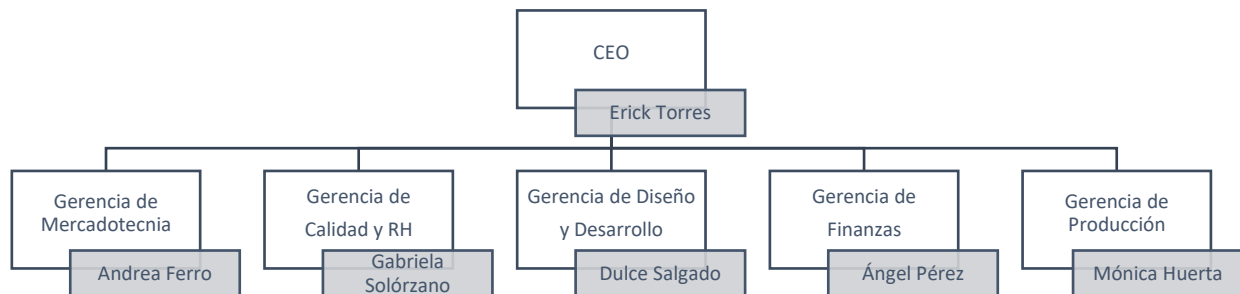 CEO
Erick Torres
Gerencia de
Mercadotecnia
Andrea Ferro
Gerencia de
Calidad y RH
Gabriela
Solórzano
Gerencia de Diseño
y Desarrollo
Dulce Salgado
Gerencia de
Finanzas
Ángel Pérez
Gerencia de
Producción
Mónica Huerta